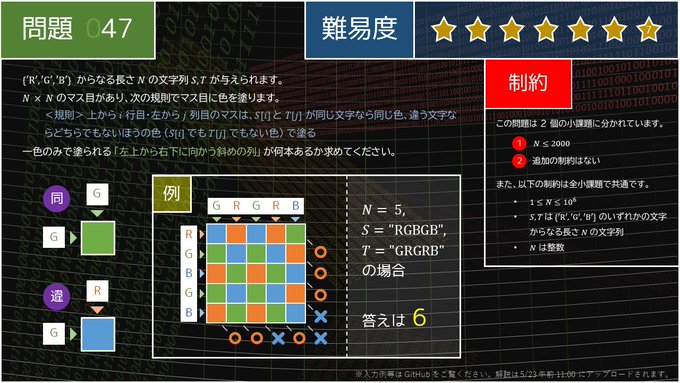 問題 047
難易度
7
{'R', 'G', 'B'} からなる長さ N の文字列 S, T が与えられます。
N × N のマス目があり、次の規則でマス目に色を塗ります。
＜規則＞上から i 行目・左から j 列目のマスは、S[i] と T[j] が同じ文字なら同じ色、違う文字な
らどちらでもないほうの色（S[i] でも T[j] でもない色）で塗る
一色のみで塗られる「左上から右下に向かう斜めの列」が何本あるか求めてください。
制約
この問題は 2 個の小課題に分かれています。
1 N ≤ 2000
2 追加の制約はない
また、以下の制約は全小課題で共通です。
• 1 ≤ N ≤ 10⁶
• S, T は {'R', 'G', 'B'} のいずれかの文字
からなる長さ N の文字列
• N は整数
同
G
G
違
R
G
例
G R G R B
R
G
B
G
B
N = 5,
S = "RGBGB",
T = "GRGRB"
の場合
答えは 6
※入力例等は GitHub をご覧ください。解説は5/23 午前 11:00 にアップロードされます。